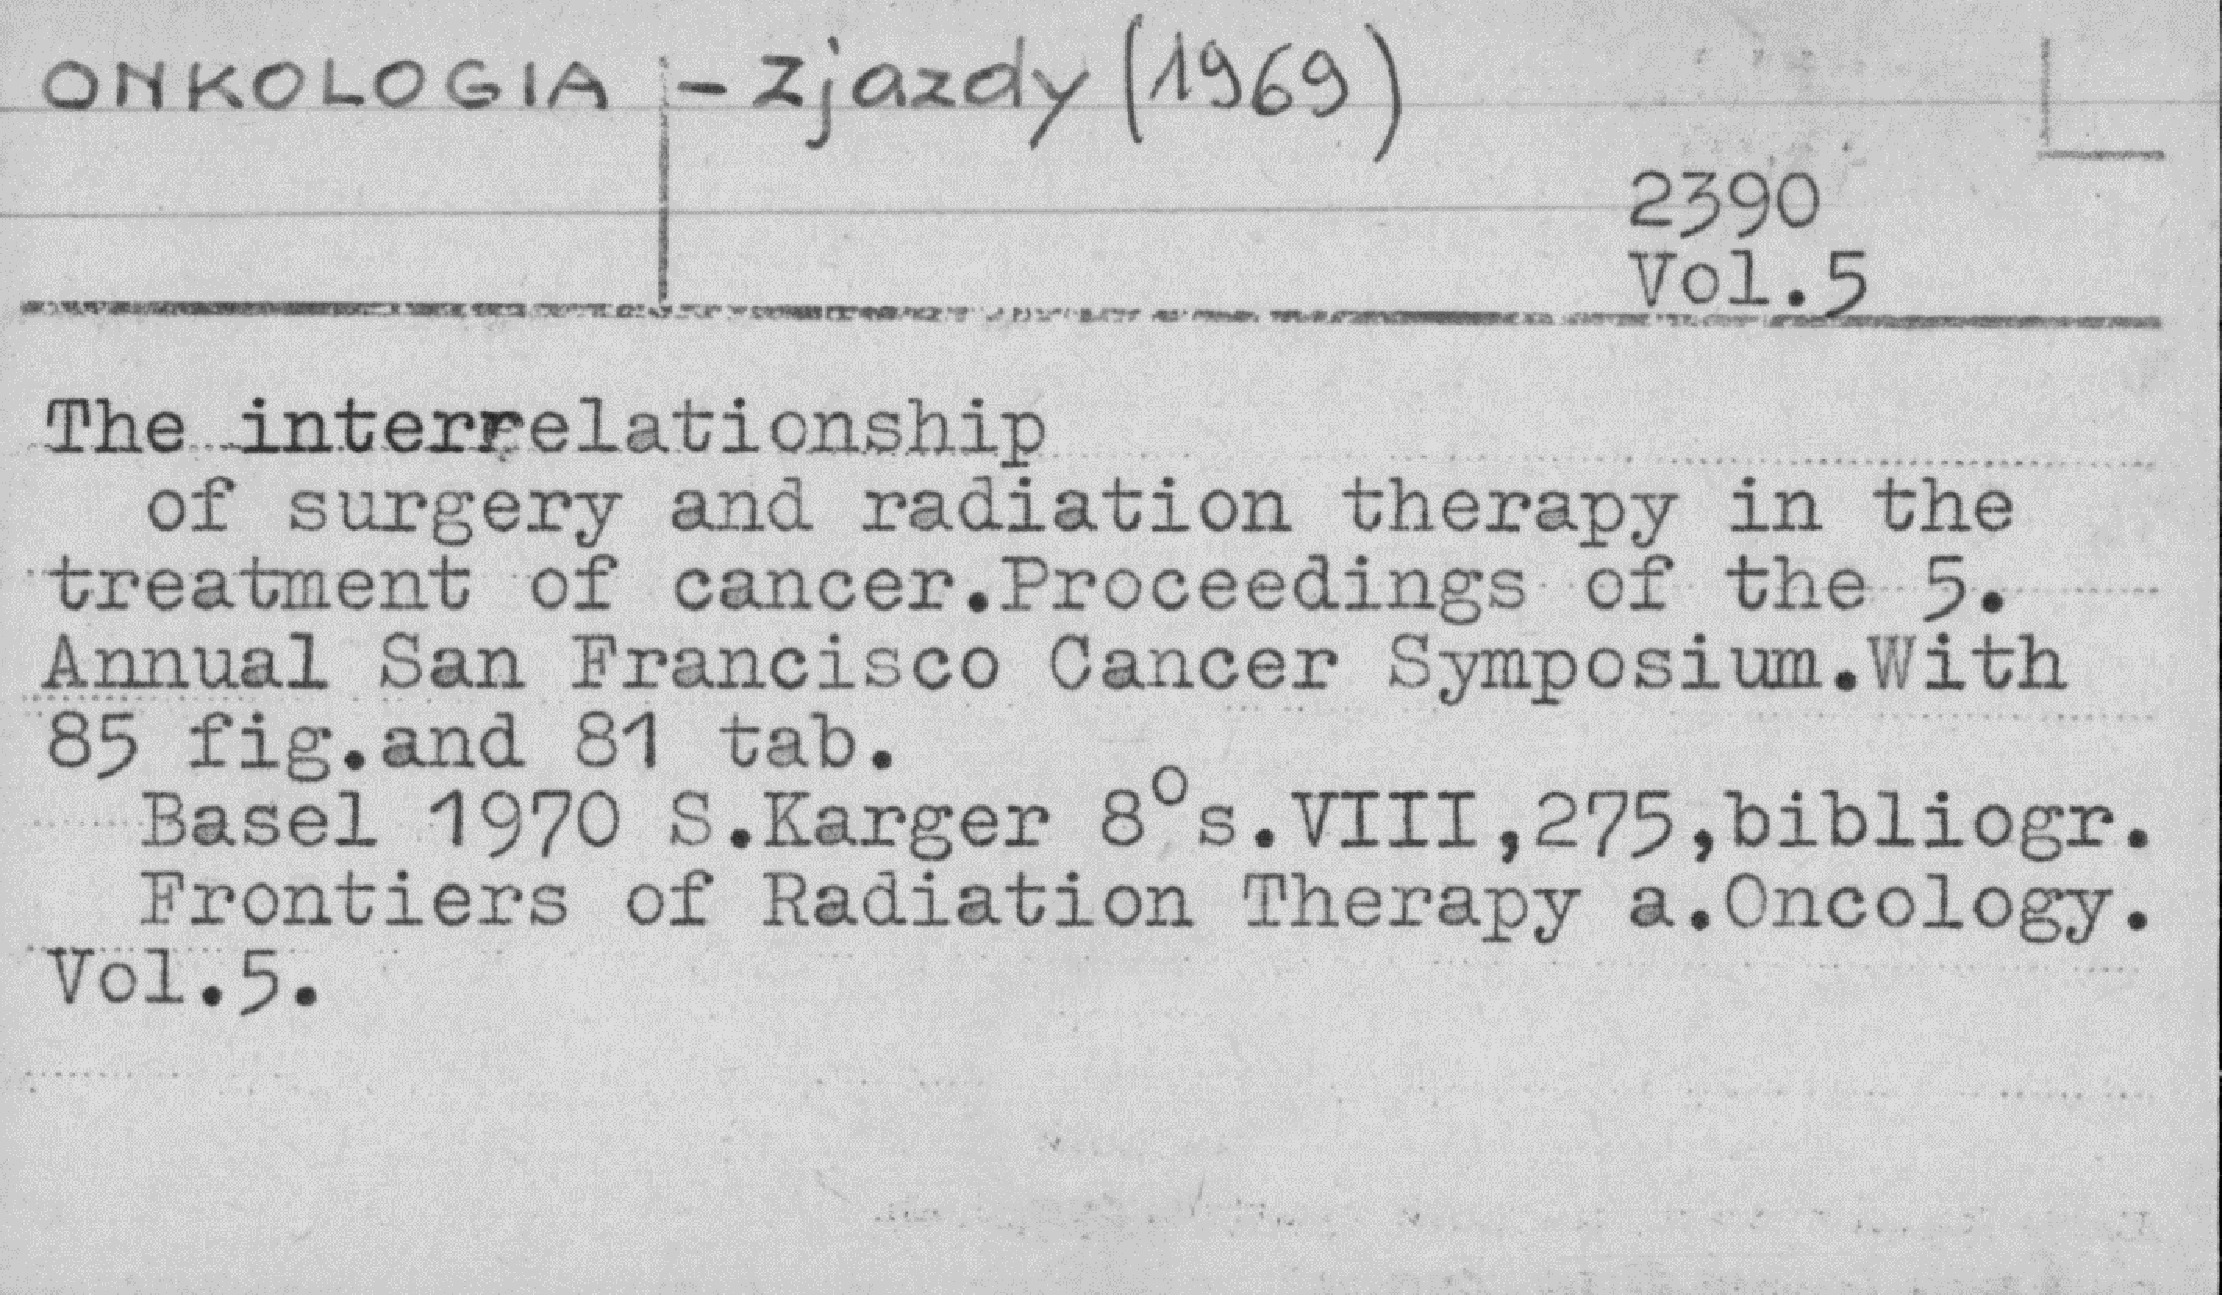 ONKOLOGIA - zjazdy (1969)
2390
Vol.5
The interrelationship
of surgery and radiation therapy in the
treatment of cancer.Proceedings of the 5.
Annual San Francisco Cancer Symposium.With
85 fig.and 81 tab.
Basel 1970 S.Karger 8°s.VIII,275,bibliogr.
Frontiers of Radiation Therapy a.Oncology.
Vol.5.